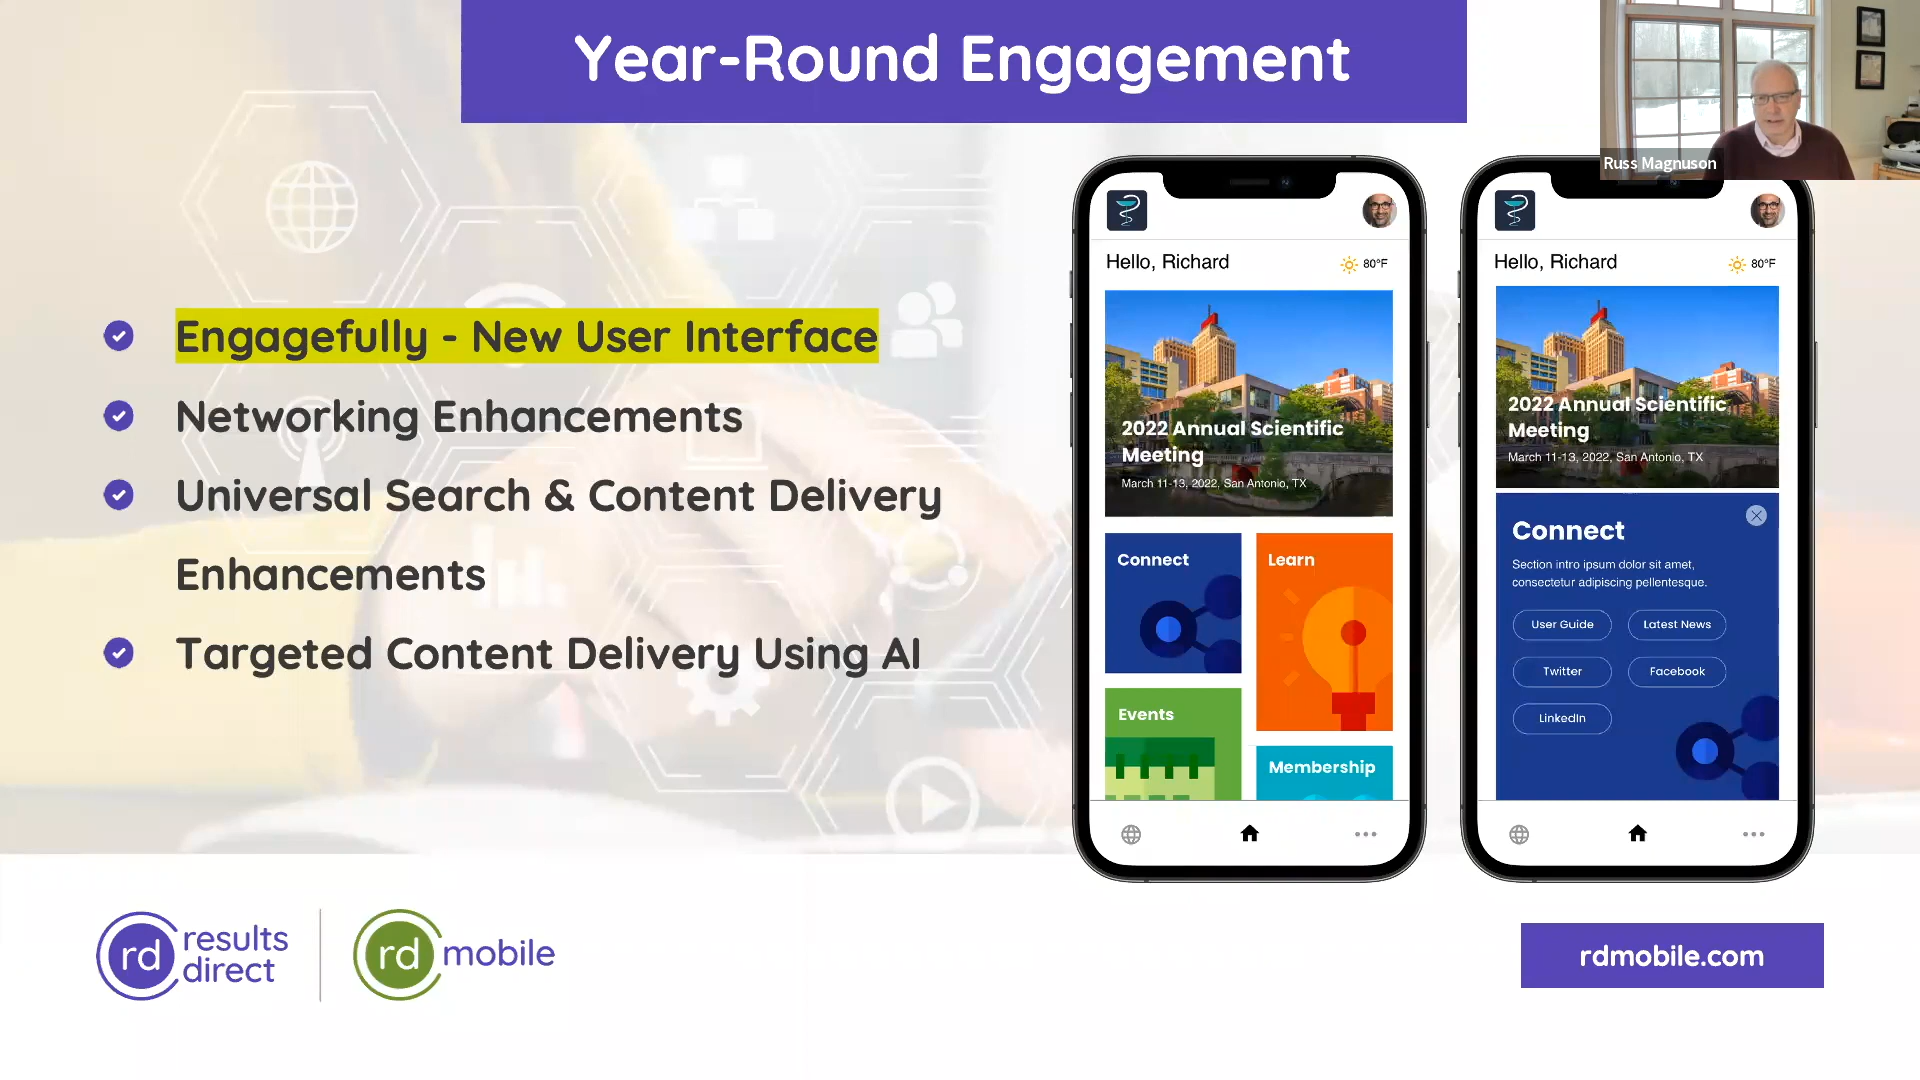 Year-Round Engagement
Russ Magnuson
Engagefully - New User Interface
Networking Enhancements
Universal Search & Content Delivery
Enhancements
Targeted Content Delivery Using AI
Hello, Richard
80°F
2022 Annual Scientific
Meeting
March 11-13, 2022, San Antonio, TX
Connect
Learn
Events
Membership
Hello, Richard
80°F
2022 Annual Scientific
Meeting
March 11-13, 2022, San Antonio, TX
Connect
Section intro ipsum dolor sit amet,
consectetur adipiscing pellentesque.
User Guide
Latest News
Twitter
Facebook
LinkedIn
rd results
direct
rd mobile
rdmobile.com